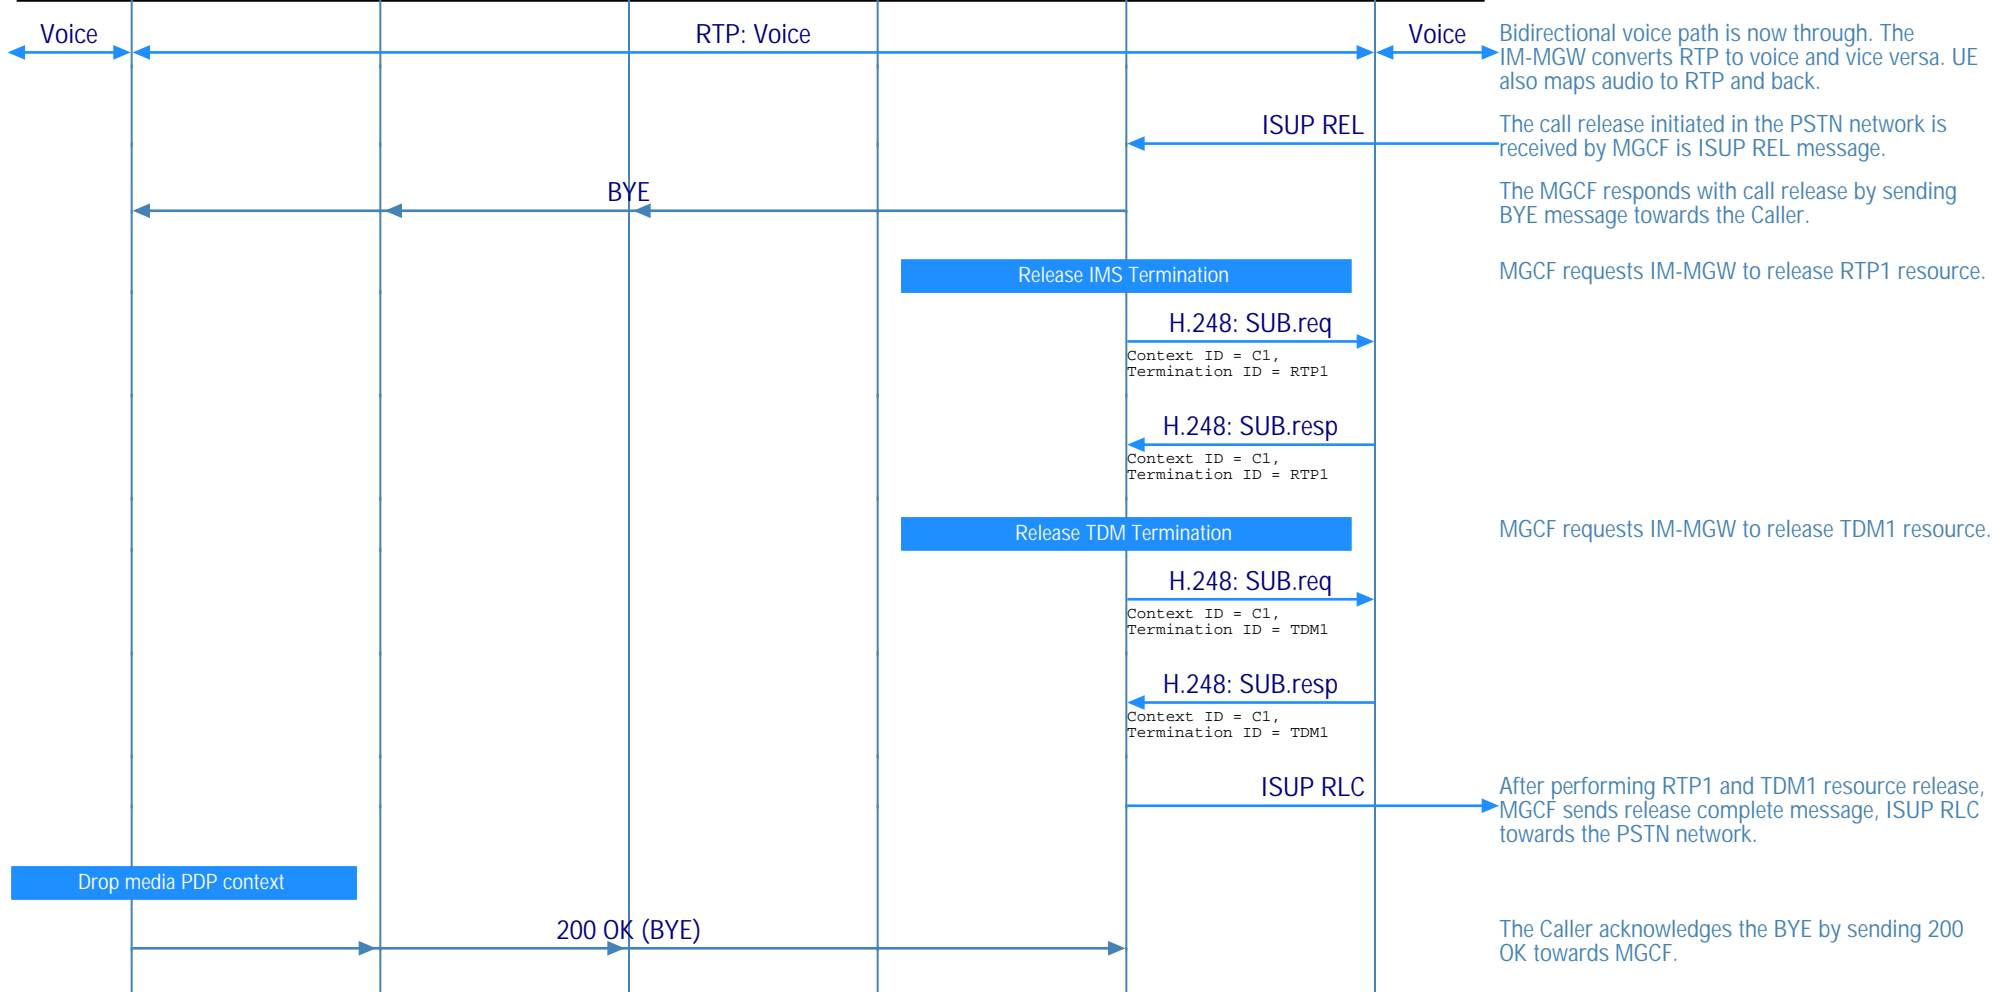 Voice
RTP: Voice
Voice
Bidirectional voice path is now through. The
IM-MGW converts RTP to voice and vice versa. UE
also maps audio to RTP and back.
ISUP REL
The call release initiated in the PSTN network is
received by MGCF is ISUP REL message.
BYE
The MGCF responds with call release by sending
BYE message towards the Caller.
Release IMS Termination
MGCF requests IM-MGW to release RTP1 resource.
H.248: SUB.req
Context ID = C1,
Termination ID = RTP1
H.248: SUB.resp
Context ID = C1,
Termination ID = RTP1
Release TDM Termination
MGCF requests IM-MGW to release TDM1 resource.
H.248: SUB.req
Context ID = C1,
Termination ID = TDM1
H.248: SUB.resp
Context ID = C1,
Termination ID = TDM1
ISUP RLC
After performing RTP1 and TDM1 resource release,
MGCF sends release complete message, ISUP RLC
towards the PSTN network.
Drop media PDP context
200 OK (BYE)
The Caller acknowledges the BYE by sending 200
OK towards MGCF.